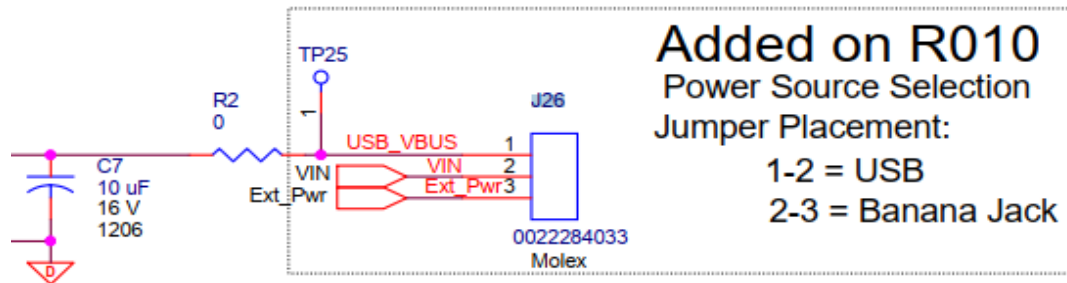 Added on R010
Power Source Selection
Jumper Placement:
1-2 = USB
2-3 = Banana Jack
TP25
1
R2
0
J26
USB_VBUS 1
VIN VIN 2
Ext_Pwr Ext_Pwr 3
C7
10 uF
16 V
1206
0022284033
Molex
D